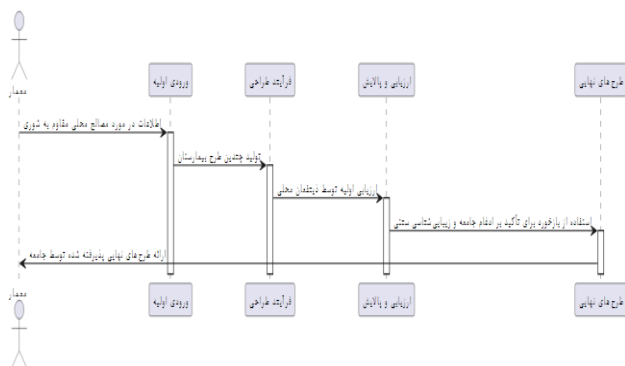 معمار
ورودی اولیه
فرآیند طراحی
ارزیابی و پالایش
طرح‌های نهایی
اطلاعات در مورد مصالح محلی مقاوم به شوری
تولید چندین طرح بیمارستان
ارزیابی اولیه توسط ذینفعان محلی
استفاده از بازخورد برای تأکید بر ادغام جامعه و زیبایی شناسی سنتی
ارائه طرح‌های نهایی پذیرفته شده توسط جامعه
معمار
ورودی اولیه
فرآیند طراحی
ارزیابی و پالایش
طرح‌های نهایی